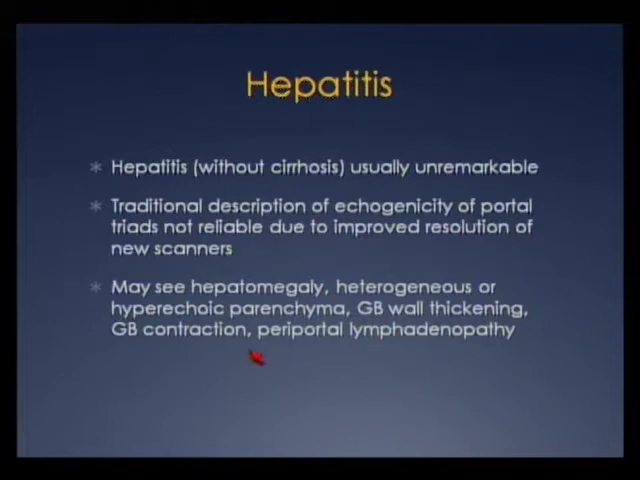 Hepatitis
* Hepatitis (without cirrhosis) usually unremarkable
* Traditional description of echogenicity of portal
triads not reliable due to improved resolution of
new scanners
* May see hepatomegaly, heterogeneous or
hyperechoic parenchyma, GB wall thickening,
GB contraction, periportal lymphadenopathy